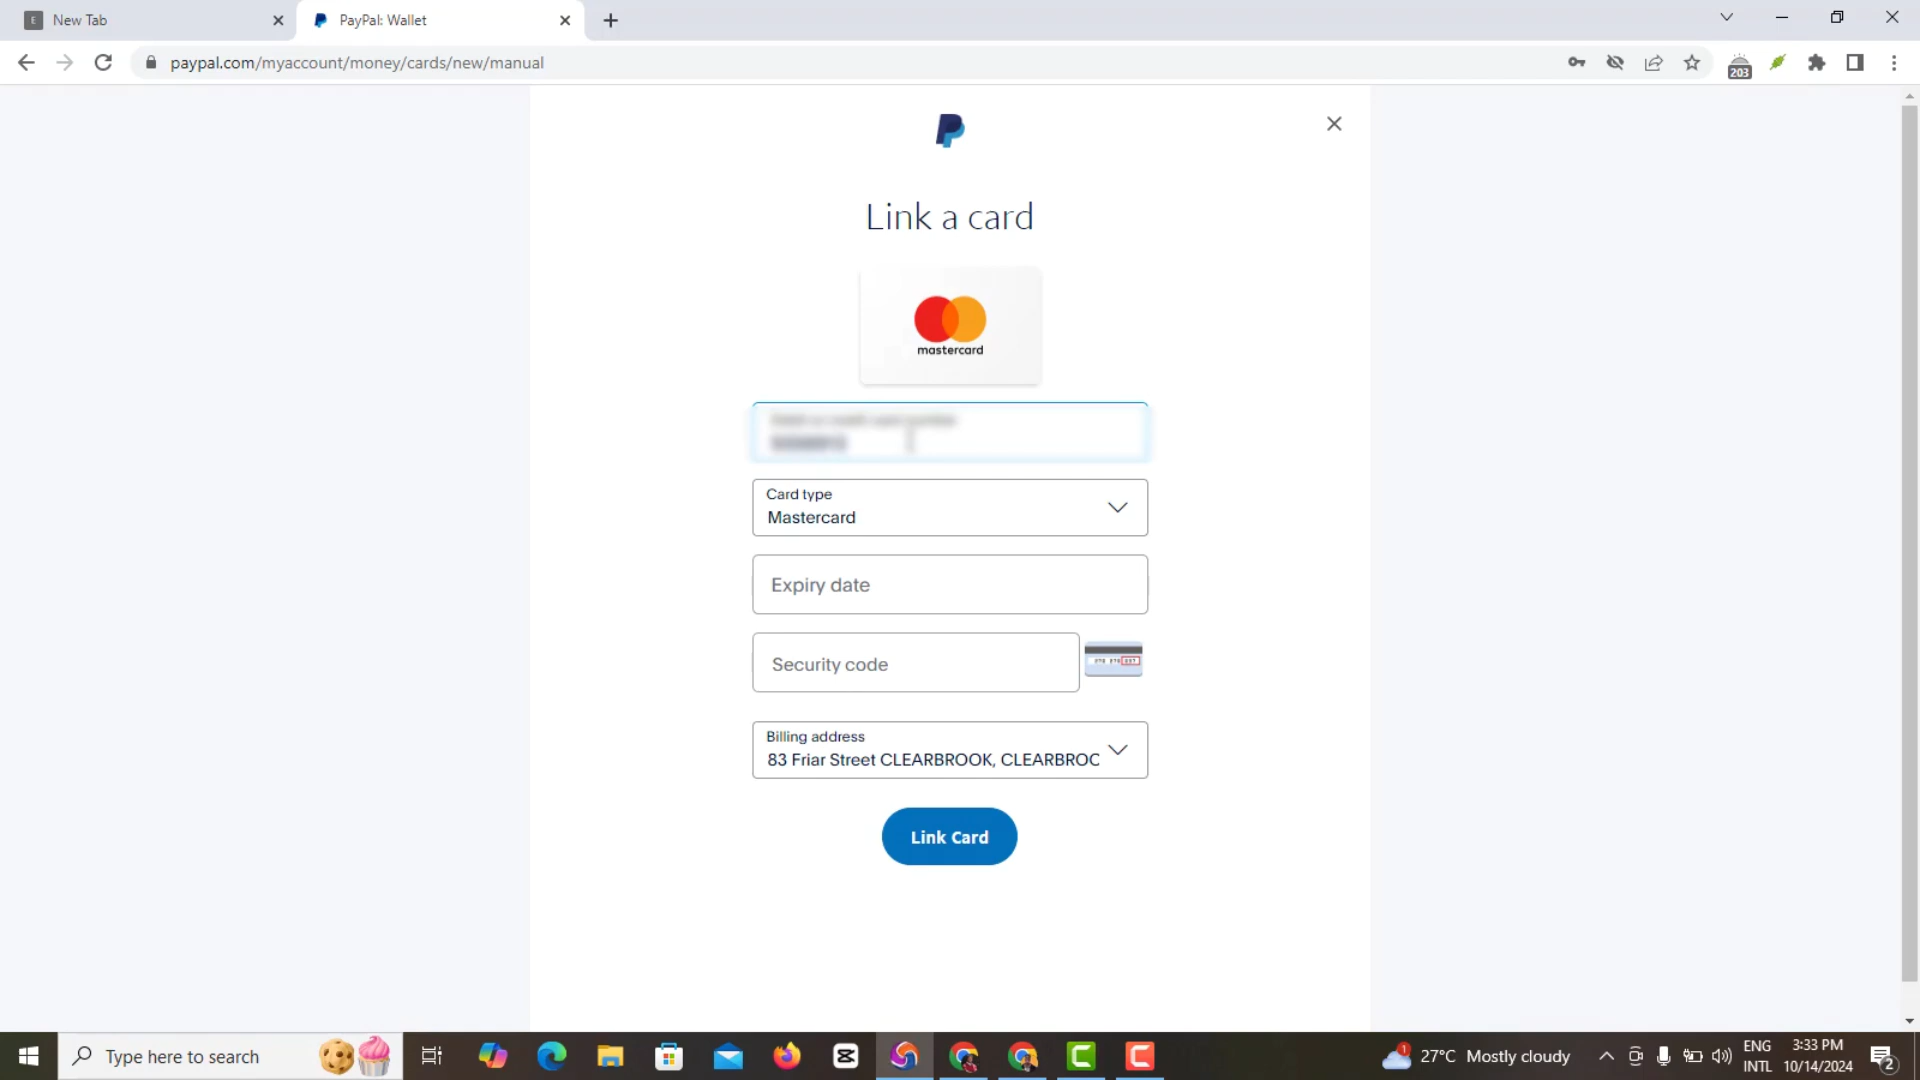 New Tab
PayPal: Wallet
paypal.com/myaccount/money/cards/new/manual
203
Link a card
mastercard
Card type
Mastercard
Expiry date
Security code
Billing address
83 Friar Street CLEARBROOK, CLEARBROC
Link Card
Type here to search
1
27°C Mostly cloudy
ENG
INTL
3:33 PM
10/14/2024
2